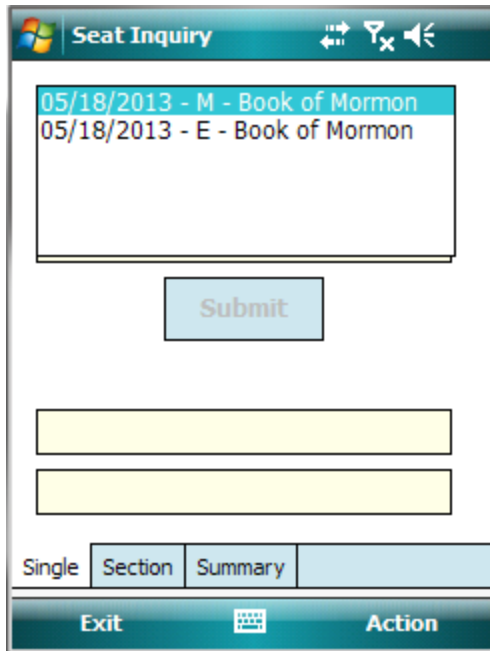 Seat Inquiry
05/18/2013 - M - Book of Mormon
05/18/2013 - E - Book of Mormon
Submit
Single Section Summary
Exit Action